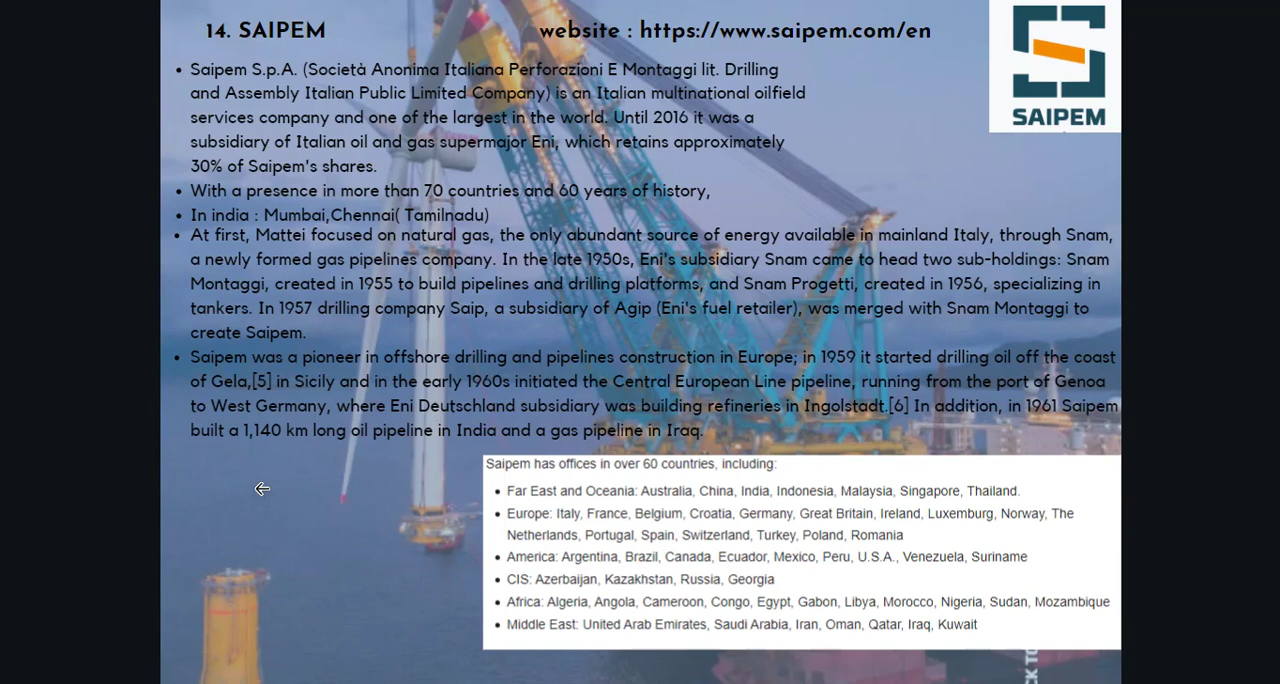 14. SAIPEM
website : https://www.saipem.com/en
SAIPEM
• Saipem S.p.A. (Società Anonima Italiana Perforazioni E Montaggi lit. Drilling
and Assembly Italian Public Limited Company) is an Italian multinational oilfield
services company and one of the largest in the world. Until 2016 it was a
subsidiary of Italian oil and gas supermajor Eni, which retains approximately
30% of Saipem's shares.
• With a presence in more than 70 countries and 60 years of history,
• In india : Mumbai,Chennai( Tamilnadu)
• At first, Mattei focused on natural gas, the only abundant source of energy available in mainland Italy, through Snam,
a newly formed gas pipelines company. In the late 1950s, Eni's subsidiary Snam came to head two sub-holdings: Snam
Montaggi, created in 1955 to build pipelines and drilling platforms, and Snam Progetti, created in 1956, specializing in
tankers. In 1957 drilling company Saip, a subsidiary of Agip (Eni's fuel retailer), was merged with Snam Montaggi to
create Saipem.
• Saipem was a pioneer in offshore drilling and pipelines construction in Europe; in 1959 it started drilling oil off the coast
of Gela,[5] in Sicily and in the early 1960s initiated the Central European Line pipeline, running from the port of Genoa
to West Germany, where Eni Deutschland subsidiary was building refineries in Ingolstadt.[6] In addition, in 1961 Saipem
built a 1,140 km long oil pipeline in India and a gas pipeline in Iraq.
Saipem has offices in over 60 countries, including:
• Far East and Oceania: Australia, China, India, Indonesia, Malaysia, Singapore, Thailand.
• Europe: Italy, France, Belgium, Croatia, Germany, Great Britain, Ireland, Luxemburg, Norway, The
Netherlands, Portugal, Spain, Switzerland, Turkey, Poland, Romania
• America: Argentina, Brazil, Canada, Ecuador, Mexico, Peru, U.S.A., Venezuela, Suriname
• CIS: Azerbaijan, Kazakhstan, Russia, Georgia
• Africa: Algeria, Angola, Cameroon, Congo, Egypt, Gabon, Libya, Morocco, Nigeria, Sudan, Mozambique
• Middle East: United Arab Emirates, Saudi Arabia, Iran, Oman, Qatar, Iraq, Kuwait